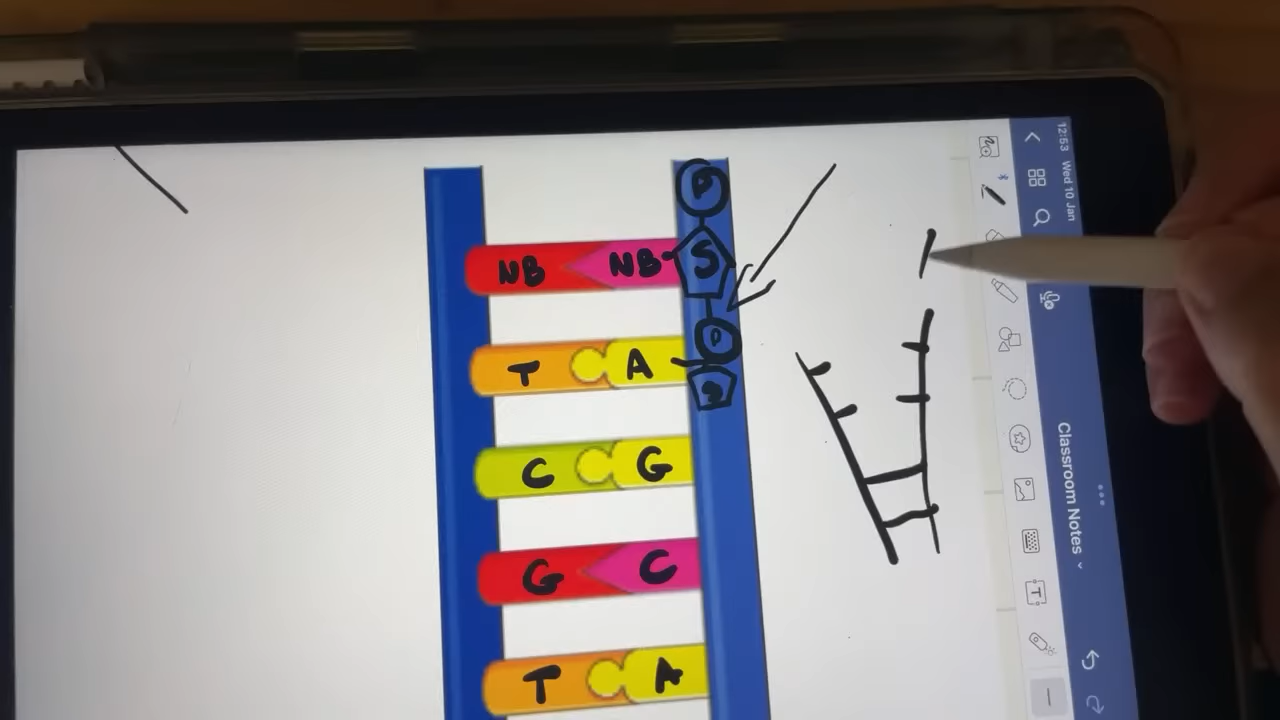 12:53 Wed 10 Jan
Classroom Notes
P
S
NB NB
T A
C G
G C
T A
T